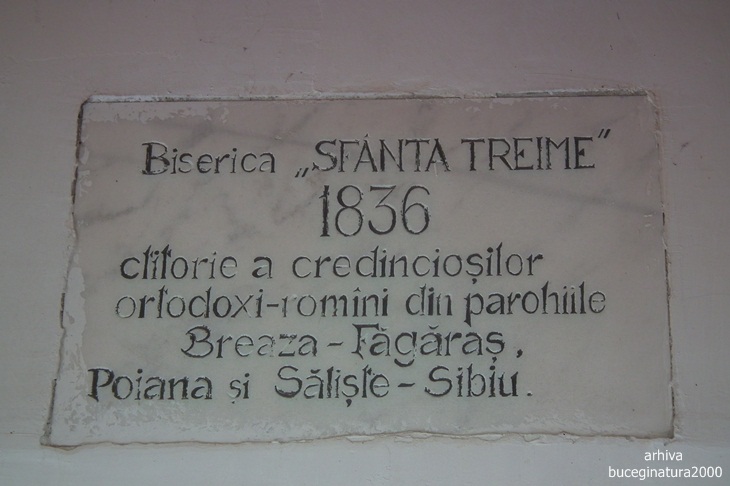 Biserica „SFÂNTA TREIME”
1836
ctitorie a credincioșilor
ortodoxi-romîni din parohiile
Breaza - Făgăraș,
Poiana și Săliște - Sibiu.
arhiva
buceginatura2000